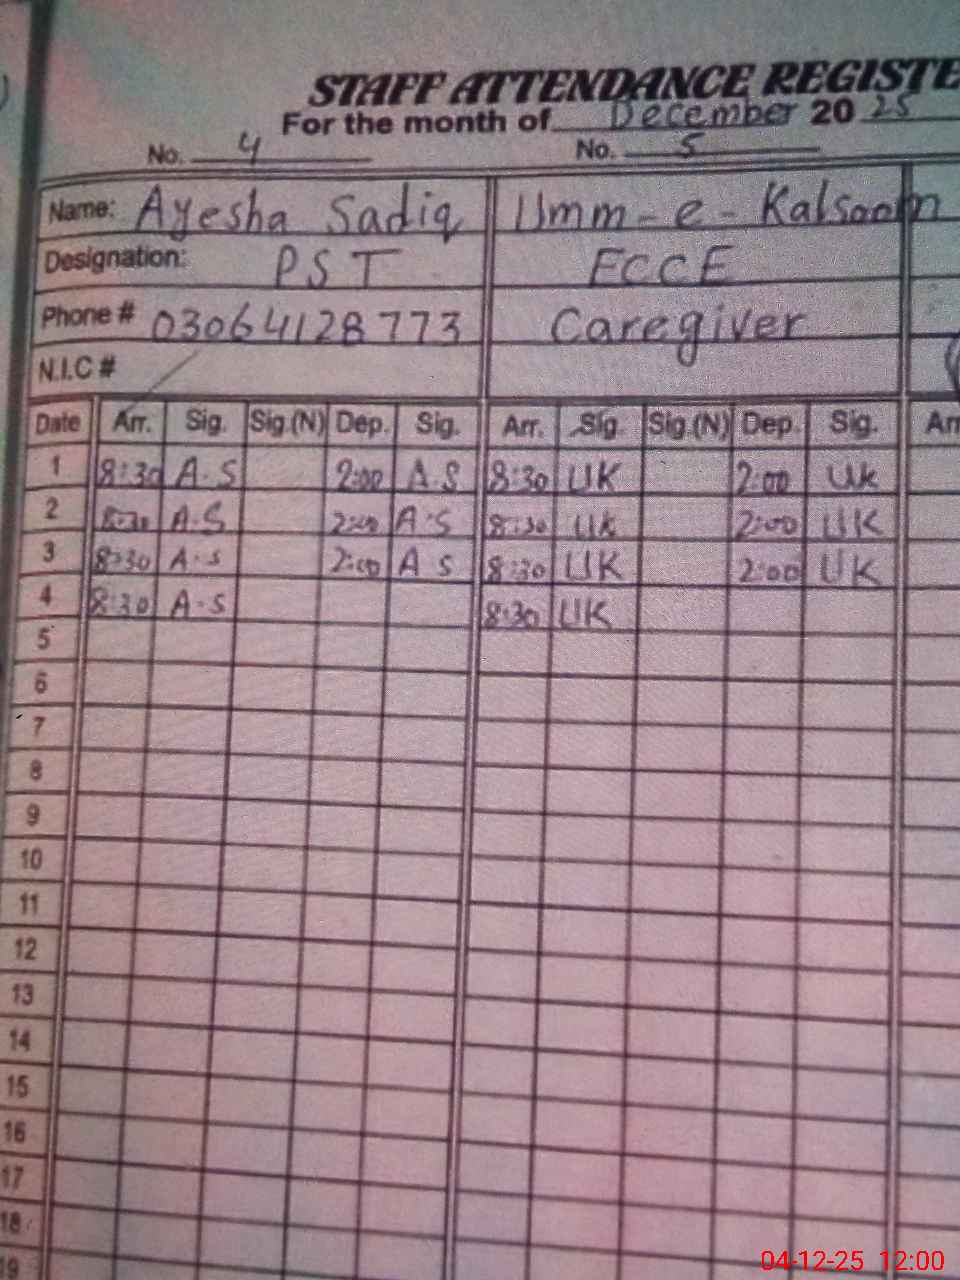 STAFF ATTENDANCE REGISTE
For the month of December 20 25
No. 4 No. 5
Name: Ayesha Sadiq Umm-e-Kalsoom
Designation: PST ECCE
Phone # 03064128773 Caregiver
N.I.C #
Date Arr. Sig. Sig.(N) Dep. Sig. Arr. Sig. Sig.(N) Dep. Sig. Arr
1 8:30 A.S 2:00 A.S 8:30 UK 2:00 UK
2 8:30 A.S 2:00 A.S 8:30 UK 2:00 UK
3 8:30 A.S 2:00 A S 8:30 UK 2:00 UK
4 8:30 A.S 8:30 UK
5
6
7
8
9
10
11
12
13
14
15
16
17
18
19
04-12-25 12:00